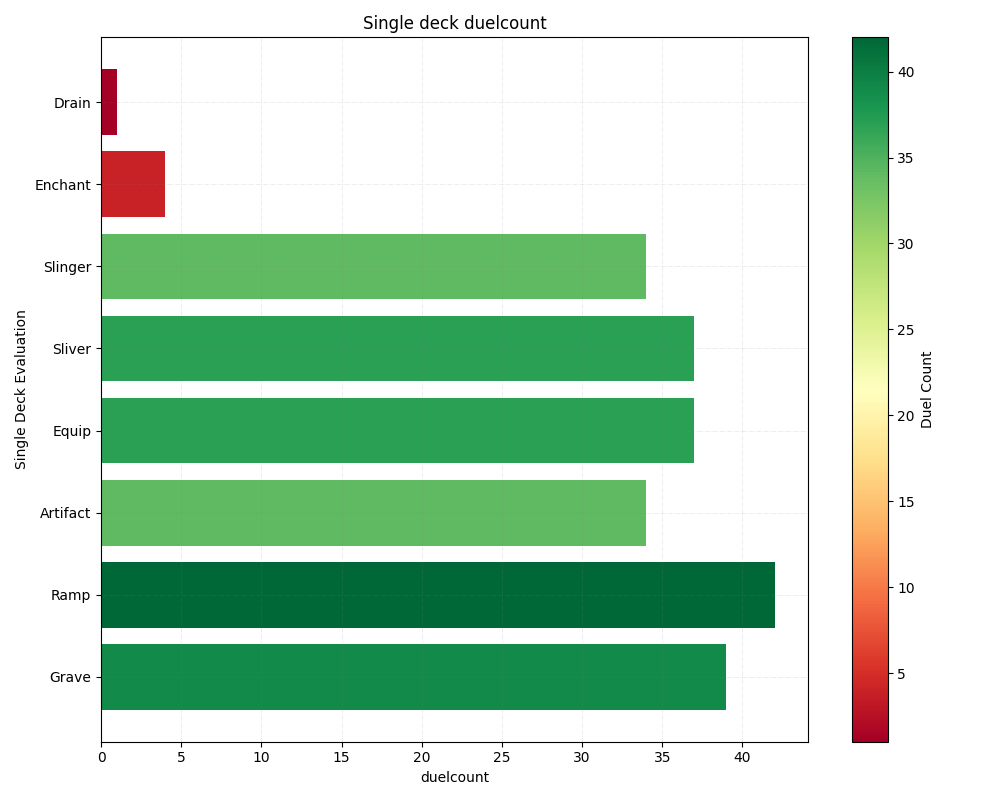 Single deck duelcount
Single Deck Evaluation
Drain
Enchant
Slinger
Sliver
Equip
Artifact
Ramp
Grave
0 5 10 15 20 25 30 35 40
duelcount
40
35
30
25
20
15
10
5
Duel Count